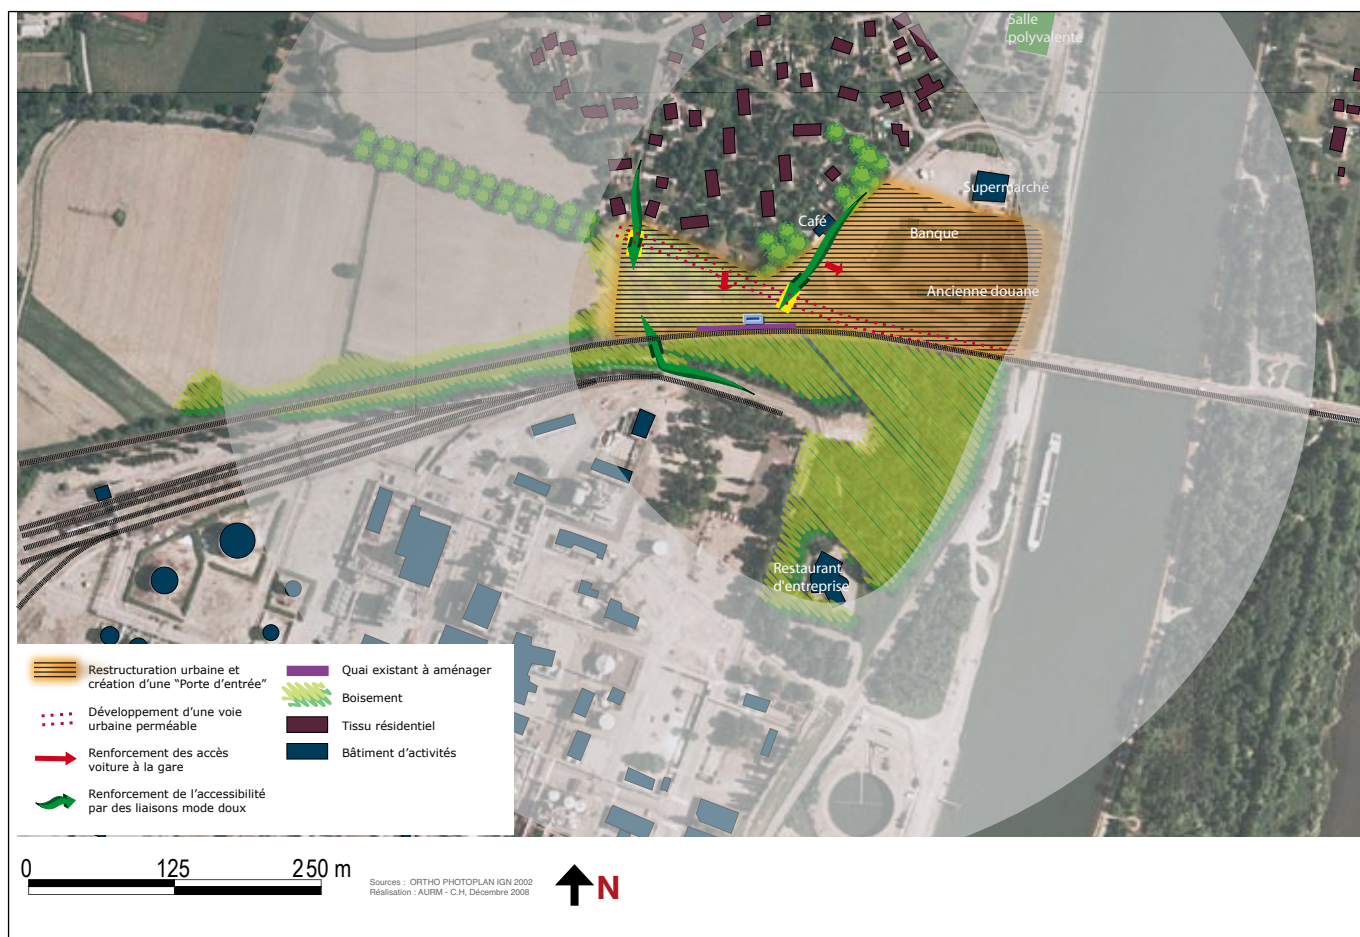 Salle
polyvalente
Supermarché
Café
Banque
Ancienne douane
Restaurant
d'entreprise
Restructuration urbaine et
création d'une “Porte d'entrée”
Développement d'une voie
urbaine perméable
Renforcement des accès
voiture à la gare
Renforcement de l'accessibilité
par des liaisons mode doux
Quai existant à aménager
Boisement
Tissu résidentiel
Bâtiment d'activités
0 125 250 m
Sources : ORTHO PHOTOPLAN IGN 2002
Réalisation : AURM - C.H, Décembre 2008
N